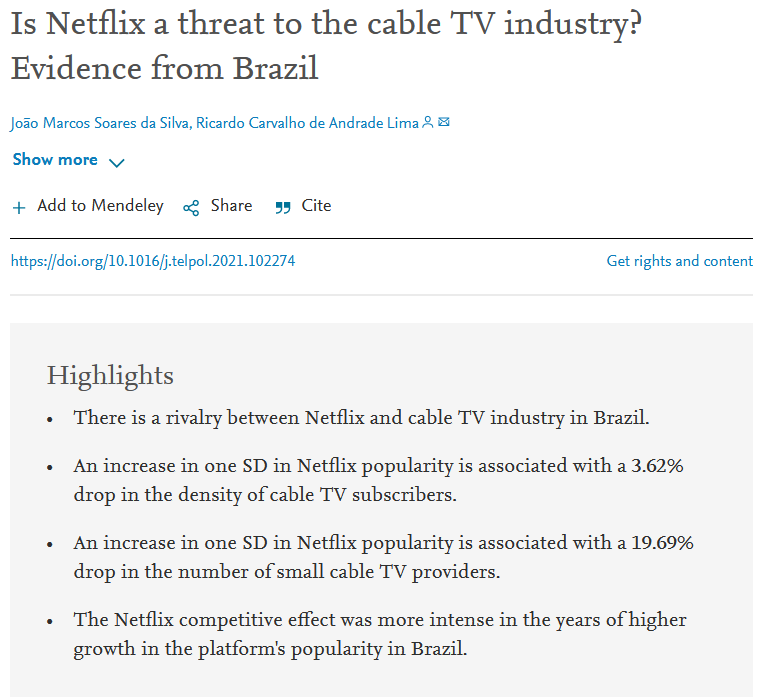 Is Netflix a threat to the cable TV industry?
Evidence from Brazil
João Marcos Soares da Silva, Ricardo Carvalho de Andrade Lima
Show more
Add to Mendeley Share Cite
https://doi.org/10.1016/j.telpol.2021.102274 Get rights and content
Highlights
• There is a rivalry between Netflix and cable TV industry in Brazil.
• An increase in one SD in Netflix popularity is associated with a 3.62%
drop in the density of cable TV subscribers.
• An increase in one SD in Netflix popularity is associated with a 19.69%
drop in the number of small cable TV providers.
• The Netflix competitive effect was more intense in the years of higher
growth in the platform's popularity in Brazil.